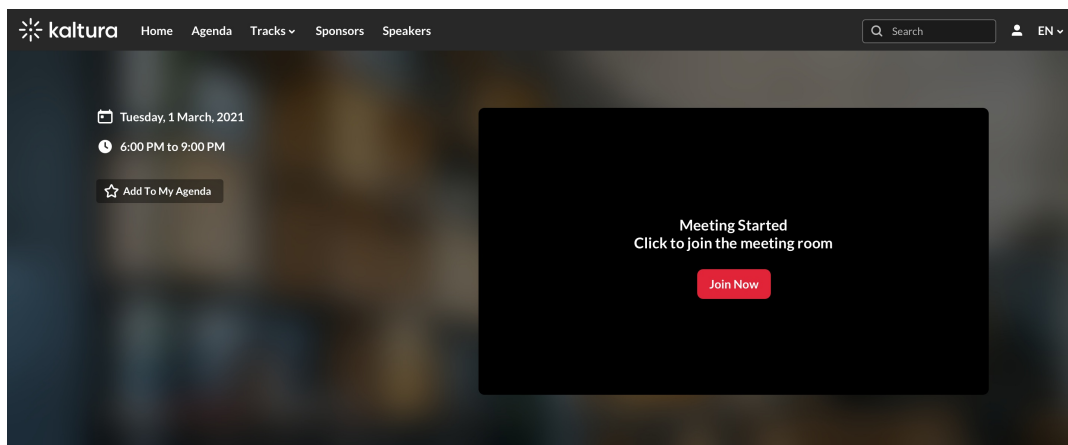 kaltura Home Agenda Tracks Sponsors Speakers Search EN
Tuesday, 1 March, 2021
6:00 PM to 9:00 PM
Add To My Agenda
Meeting Started
Click to join the meeting room
Join Now